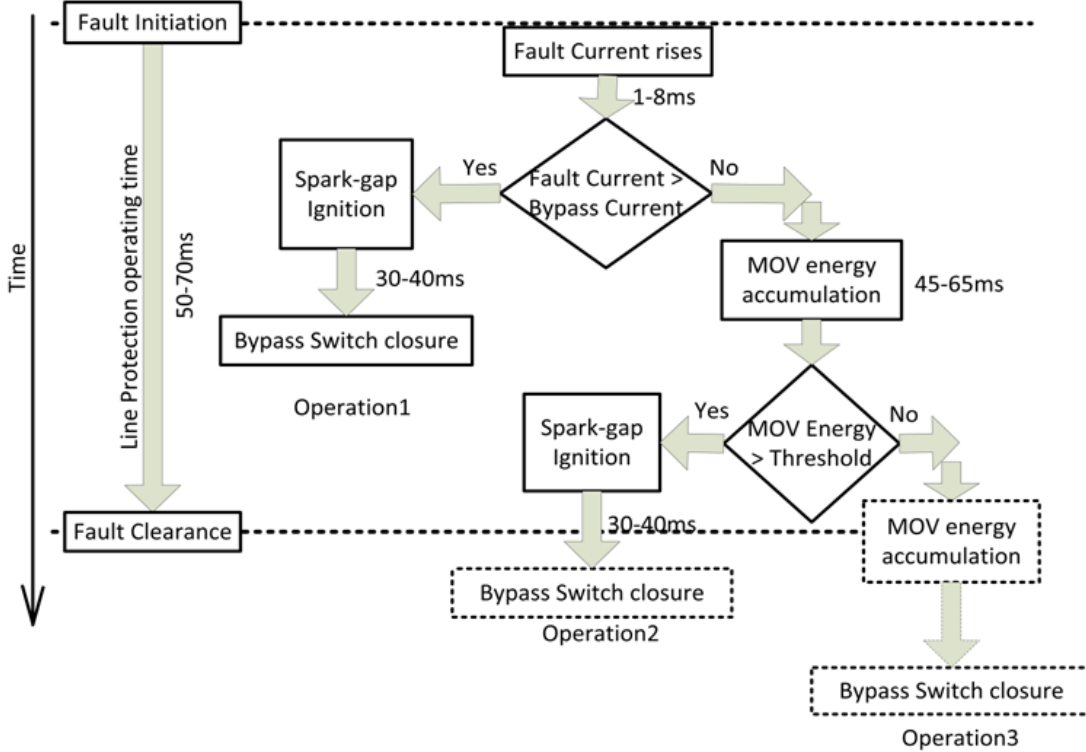 Fault Initiation
Fault Current rises
1-8ms
Yes
No
Fault Current >
Bypass Current
Spark-gap
Ignition
Time
Line Protection operating time
50-70ms
30-40ms
MOV energy
accumulation
45-65ms
Bypass Switch closure
Operation1
Yes
No
Spark-gap
Ignition
MOV Energy
> Threshold
Fault Clearance
30-40ms
MOV energy
accumulation
Bypass Switch closure
Operation2
Bypass Switch closure
Operation3